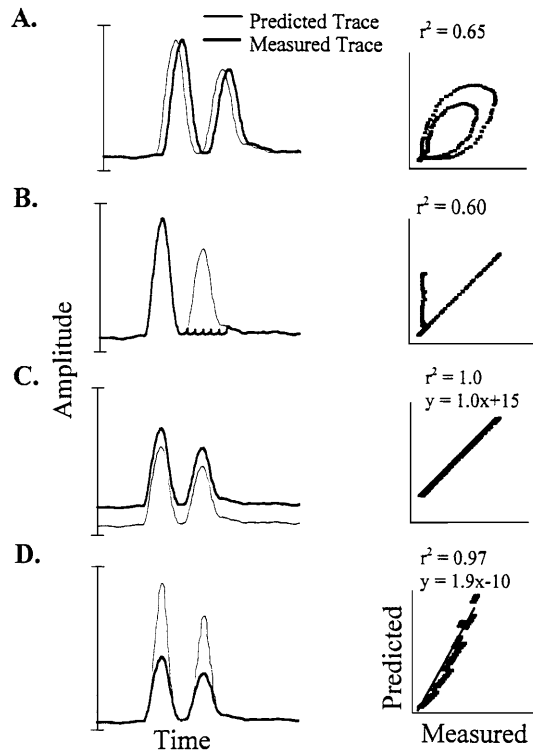 A.
Predicted Trace
Measured Trace
r² = 0.65
B.
r² = 0.60
Amplitude
C.
r² = 1.0
y = 1.0x+15
D.
r² = 0.97
y = 1.9x-10
Predicted
Time
Measured